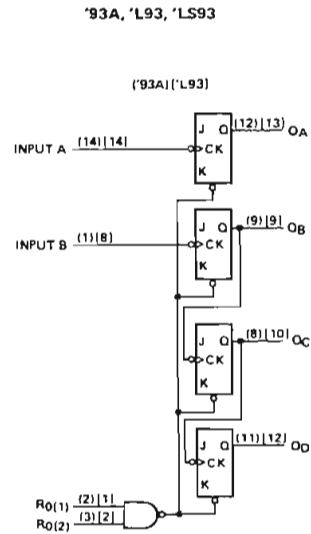 '93A, 'L93, 'LS93
('93A) ['L93]
J Q (12) [13] QA
INPUT A (14) [14] CK
K
J Q (9) [9] QB
INPUT B (1) [8] CK
K
J Q (8) [10] QC
CK
K
J Q (11) [12] QD
CK
K
R0(1) (2) [1]
R0(2) (3) [2]